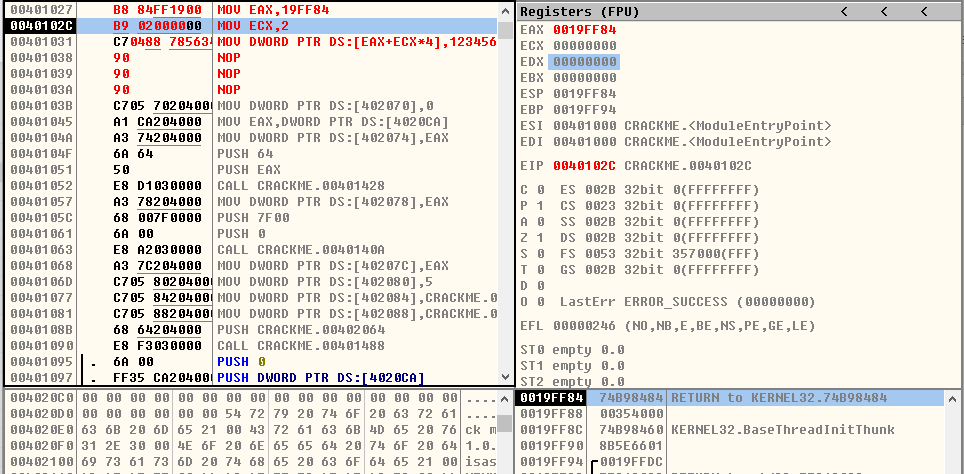 00401027 B8 84FF1900 MOV EAX,19FF84
0040102C B9 02000000 MOV ECX,2
00401031 C70488 785634 MOV DWORD PTR DS:[EAX+ECX*4],123456
00401038 90 NOP
00401039 90 NOP
0040103A 90 NOP
0040103B C705 70204000 MOV DWORD PTR DS:[402070],0
00401045 A1 CA204000 MOV EAX,DWORD PTR DS:[4020CA]
0040104A A3 74204000 MOV DWORD PTR DS:[402074],EAX
0040104F 6A 64 PUSH 64
00401051 50 PUSH EAX
00401052 E8 D1030000 CALL CRACKME.00401428
00401057 A3 78204000 MOV DWORD PTR DS:[402078],EAX
0040105C 68 007F0000 PUSH 7F00
00401061 6A 00 PUSH 0
00401063 E8 A2030000 CALL CRACKME.0040140A
00401068 A3 7C204000 MOV DWORD PTR DS:[40207C],EAX
0040106D C705 80204000 MOV DWORD PTR DS:[402080],5
00401077 C705 84204000 MOV DWORD PTR DS:[402084],CRACKME.0
00401081 C705 88204000 MOV DWORD PTR DS:[402088],CRACKME.0
0040108B 68 64204000 PUSH CRACKME.00402064
00401090 E8 F3030000 CALL CRACKME.00401488
00401095 . 6A 00 PUSH 0
00401097 . FF35 CA204000 PUSH DWORD PTR DS:[4020CA]
Registers (FPU) < < <
EAX 0019FF84
ECX 00000000
EDX 00000000
EBX 00000000
ESP 0019FF84
EBP 0019FF94
ESI 00401000 CRACKME.<ModuleEntryPoint>
EDI 00401000 CRACKME.<ModuleEntryPoint>
EIP 0040102C CRACKME.0040102C
C 0 ES 002B 32bit 0(FFFFFFFF)
P 1 CS 0023 32bit 0(FFFFFFFF)
A 0 SS 002B 32bit 0(FFFFFFFF)
Z 1 DS 002B 32bit 0(FFFFFFFF)
S 0 FS 0053 32bit 357000(FFF)
T 0 GS 002B 32bit 0(FFFFFFFF)
D 0
O 0 LastErr ERROR_SUCCESS (00000000)
EFL 00000246 (NO,NB,E,BE,NS,PE,GE,LE)
ST0 empty 0.0
ST1 empty 0.0
ST2 empty 0.0
004020C0 00 00 00 00 00 00 00 00 00 00 00 00 ....
004020D0 00 00 00 00 00 00 54 72 79 20 74 6F 20 63 72 61
004020E0 63 6B 20 6D 65 21 00 43 72 61 63 6B 4D 65 20 76 ck m
004020F0 31 2E 30 00 4E 6F 20 6E 65 65 64 20 74 6F 20 64 1.0.
00402100 69 73 61 73 6D 20 74 68 65 20 63 6F 64 65 21 00 isas
0019FF84 74B98484 RETURN to KERNEL32.74B98484
0019FF88 00354000
0019FF8C 74B98460 KERNEL32.BaseThreadInitThunk
0019FF90 8B5E6601
0019FF94 0019FFDC